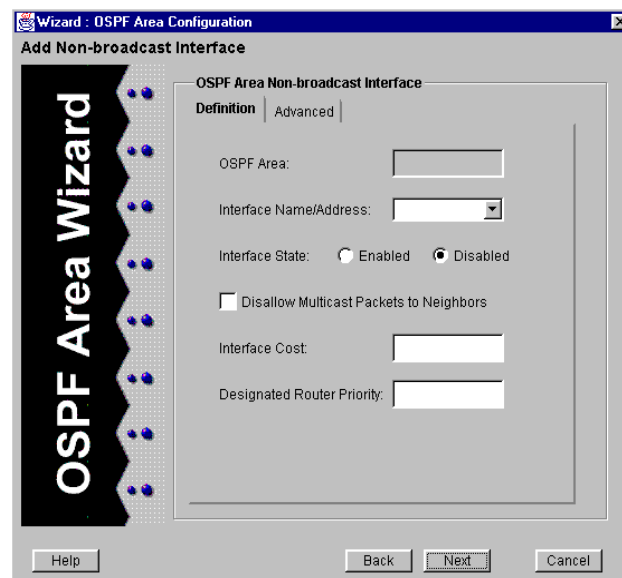 Wizard : OSPF Area Configuration
Add Non-broadcast Interface
OSPF Area Wizard
OSPF Area Non-broadcast Interface
Definition
Advanced
OSPF Area:
Interface Name/Address:
Interface State: Enabled Disabled
Disallow Multicast Packets to Neighbors
Interface Cost:
Designated Router Priority:
Help Back Next Cancel